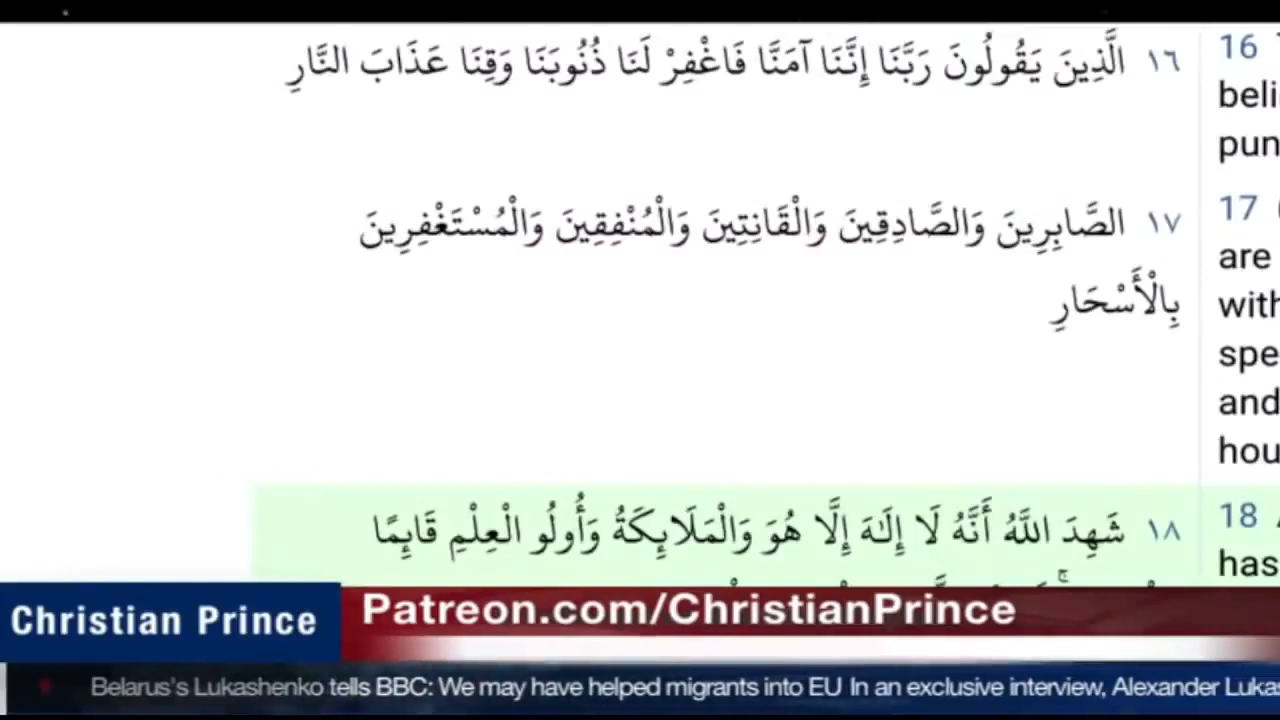 ١٦ الَّذِينَ يَقُولُونَ رَبَّنَا إِنَّنَا آمَنَّا فَاغْفِرْ لَنَا ذُنُوبَنَا وَقِنَا عَذَابَ النَّارِ
١٧ الصَّابِرِينَ وَالصَّادِقِينَ وَالْقَانِتِينَ وَالْمُنْفِقِينَ وَالْمُسْتَغْفِرِينَ
بِالْأَسْحَارِ
١٨ شَهِدَ اللَّهُ أَنَّهُ لَا إِلَٰهَ إِلَّا هُوَ وَالْمَلَائِكَةُ وَأُولُو الْعِلْمِ قَائِمًا
16
beli
pun
17
are
with
spe
and
hou
18
has
Christian Prince
Patreon.com/ChristianPrince
Belarus's Lukashenko tells BBC: We may have helped migrants into EU In an exclusive interview, Alexander Lukas